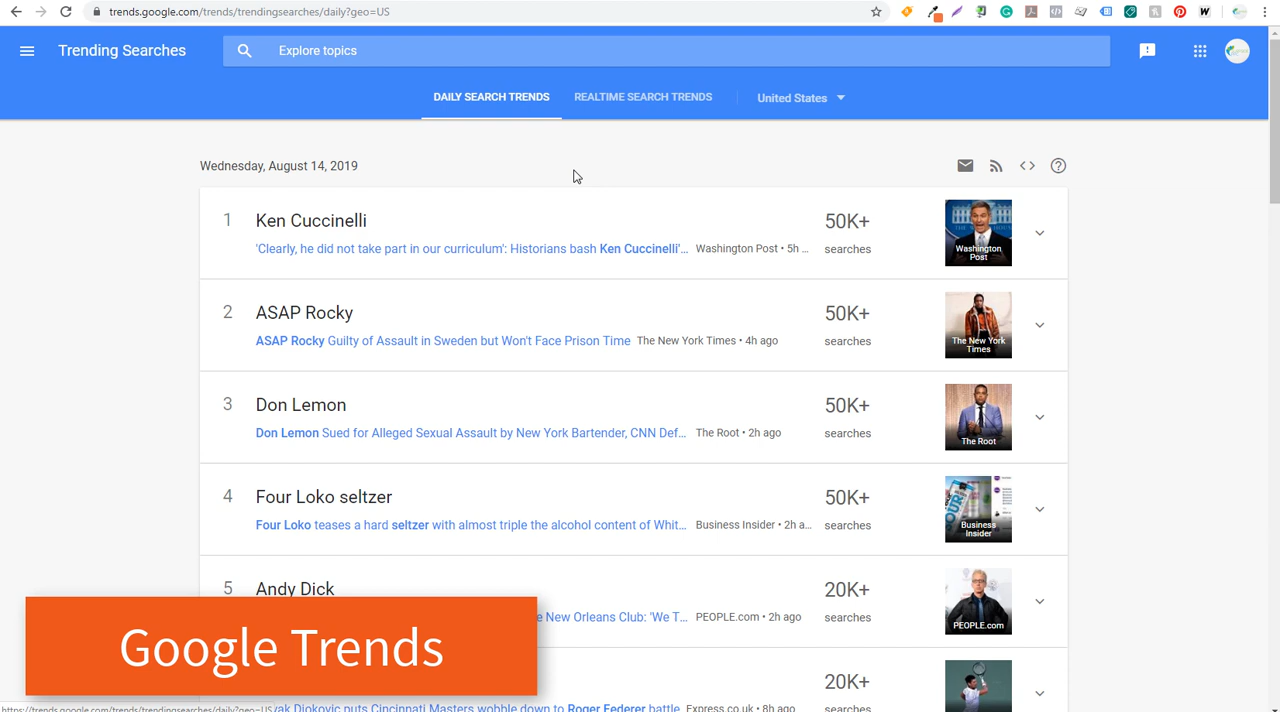 trends.google.com/trends/trendingsearches/daily?geo=US
Trending Searches
Explore topics
DAILY SEARCH TRENDS
REALTIME SEARCH TRENDS
United States
Wednesday, August 14, 2019
1
Ken Cuccinelli
50K+
'Clearly, he did not take part in our curriculum': Historians bash Ken Cuccinelli'... Washington Post • 5h ...
searches
Washington
Post
2
ASAP Rocky
50K+
ASAP Rocky Guilty of Assault in Sweden but Won't Face Prison Time The New York Times • 4h ago
searches
The New York
Times
3
Don Lemon
50K+
Don Lemon Sued for Alleged Sexual Assault by New York Bartender, CNN Def... The Root • 2h ago
searches
The Root
4
Four Loko seltzer
50K+
Four Loko teases a hard seltzer with almost triple the alcohol content of Whit... Business Insider • 2h a...
searches
Business
Insider
5
Andy Dick
20K+
New Orleans Club: 'We T... PEOPLE.com • 2h ago
searches
PEOPLE.com
Google Trends
20K+
https://trends.google.com/trends/trendingsearches/daily?geo=US
vak Djokovic puts Cincinnati Masters wobble down to Roger Federer battle Express.co.uk • 8h ago
searches